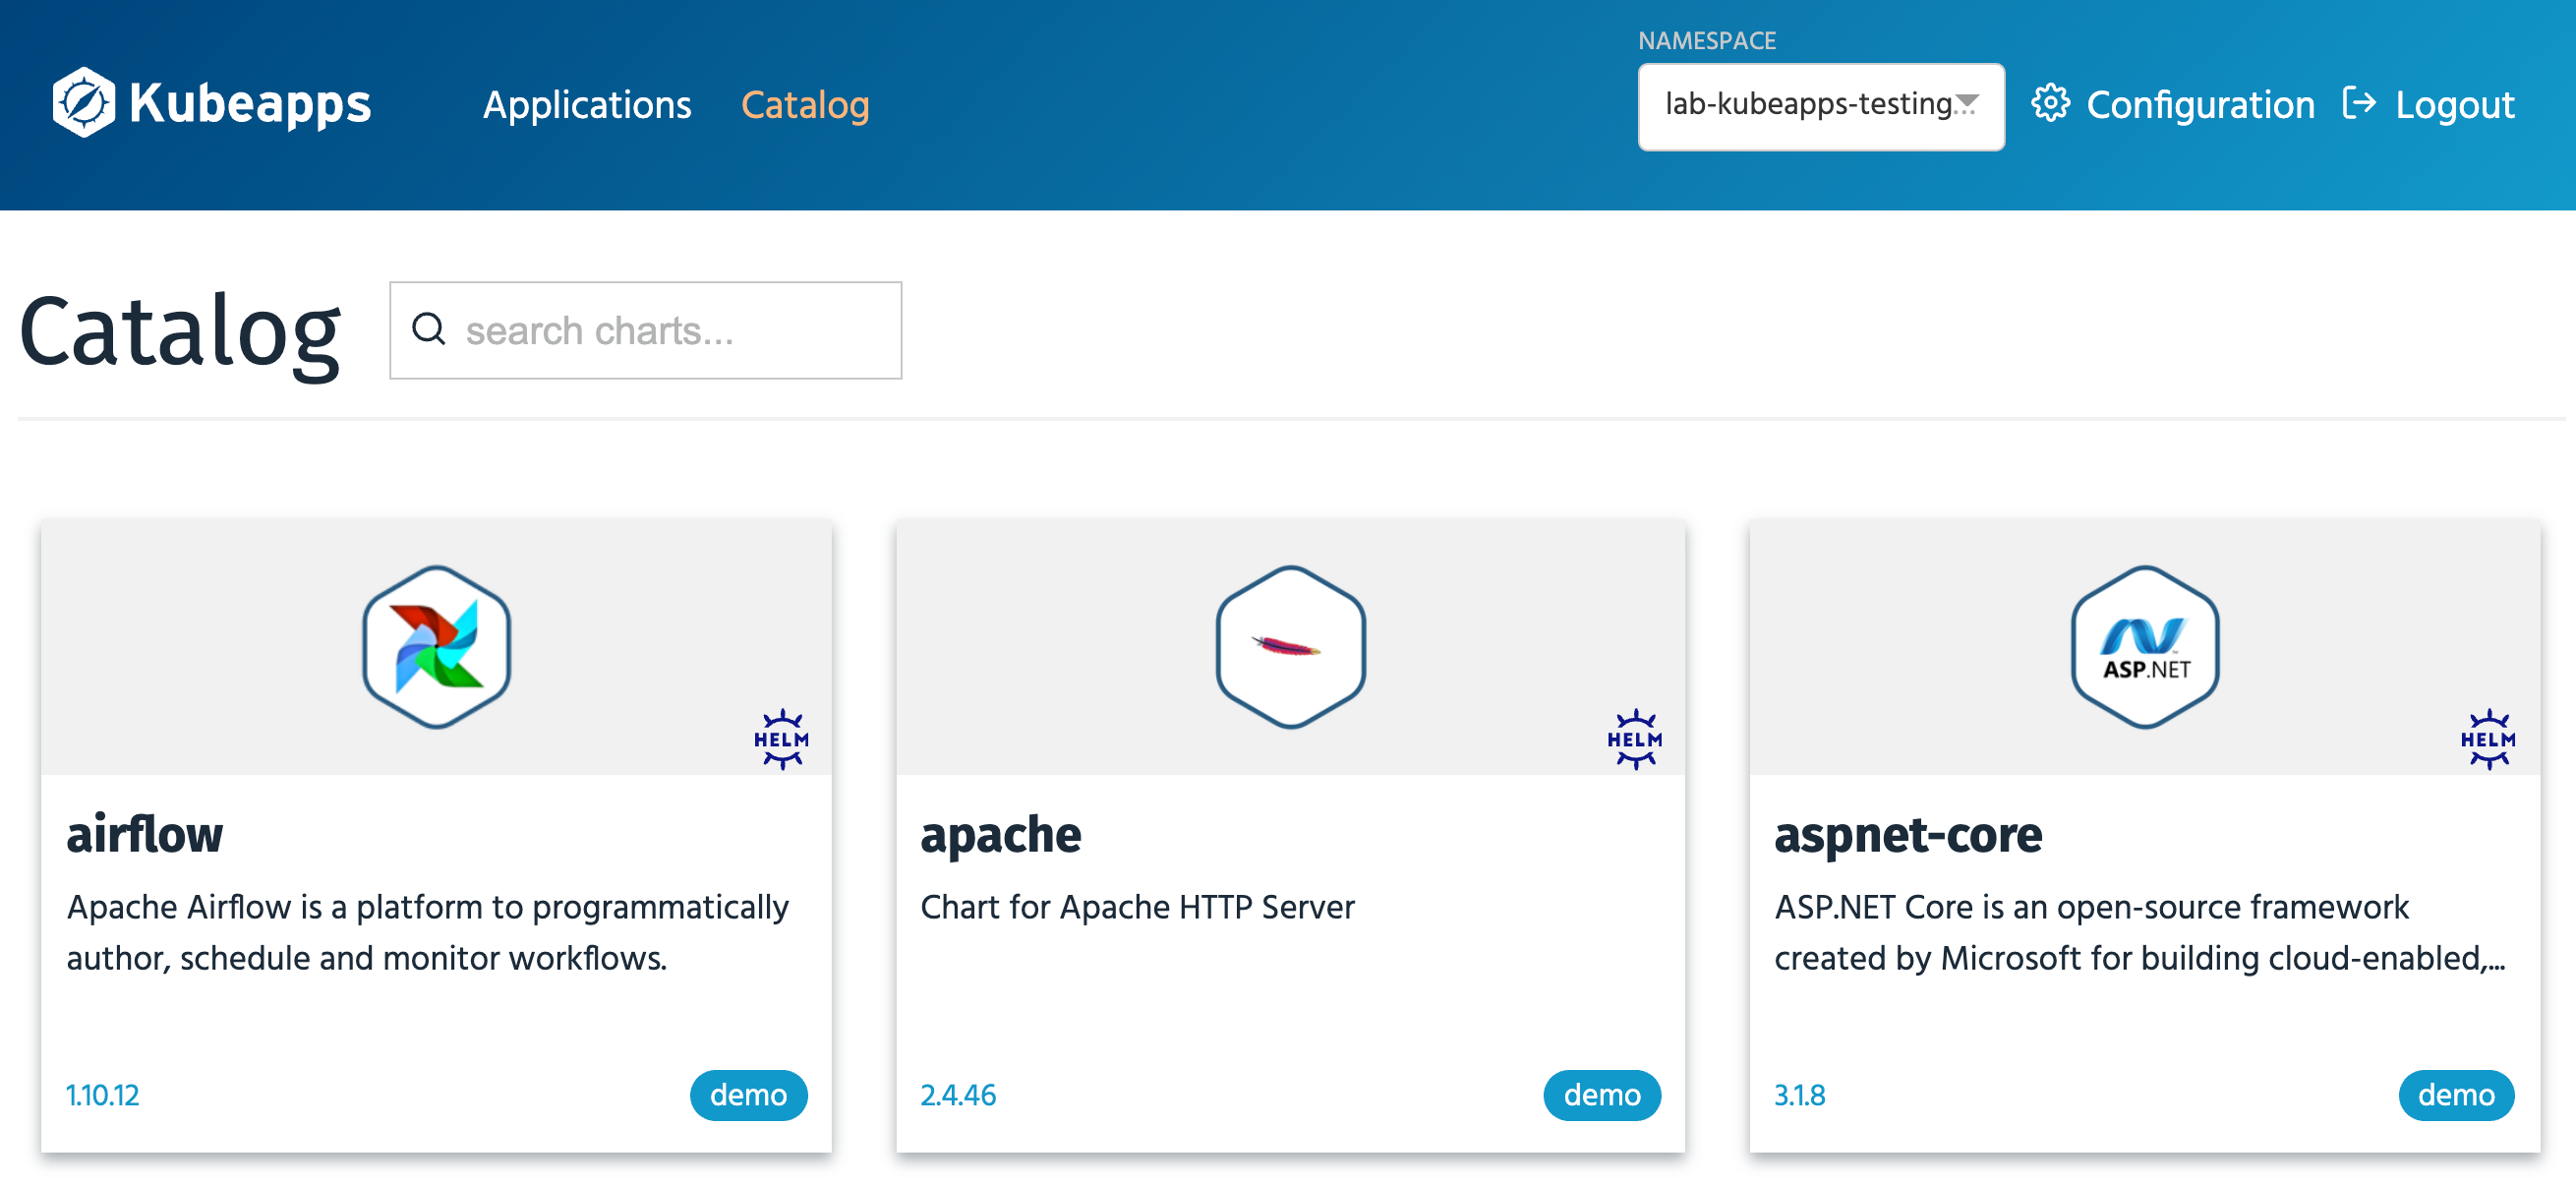 NAMESPACE
Kubeapps Applications Catalog lab-kubeapps-testing... Configuration Logout
Catalog search charts...
ASP.NET
HELM HELM HELM
airflow
Apache Airflow is a platform to programmatically
author, schedule and monitor workflows.
1.10.12 demo
apache
Chart for Apache HTTP Server
2.4.46 demo
aspnet-core
ASP.NET Core is an open-source framework
created by Microsoft for building cloud-enabled,...
3.1.8 demo